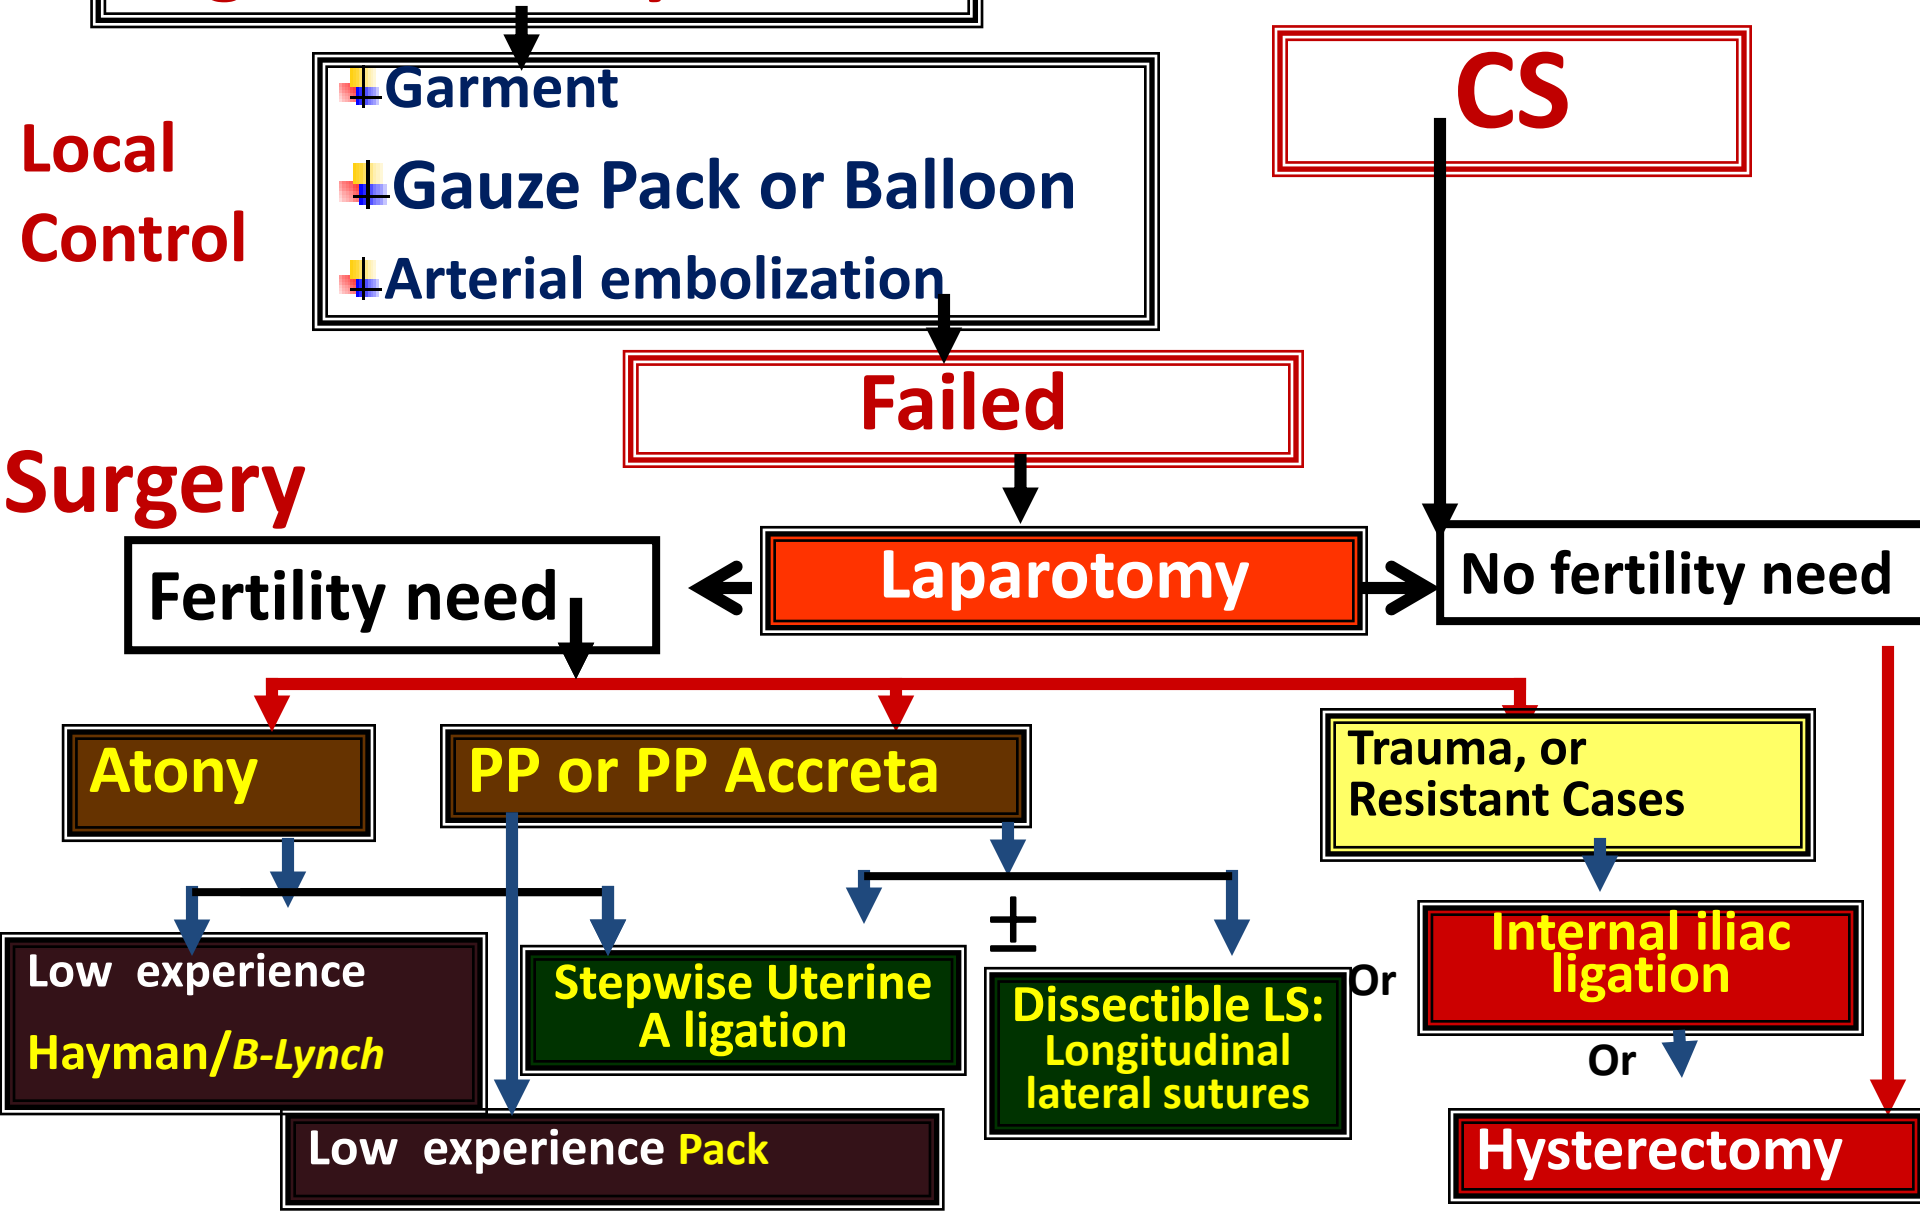 CS
Garment
Gauze Pack or Balloon
Arterial embolization
Local
Control
Failed
Surgery
Fertility need
Laparotomy
No fertility need
Atony
PP or PP Accreta
Trauma, or
Resistant Cases
±
Low experience
Hayman/B-Lynch
Stepwise Uterine
A ligation
Dissectible LS:
Longitudinal
lateral sutures
Or
Internal iliac
ligation
Or
Low experience Pack
Hysterectomy